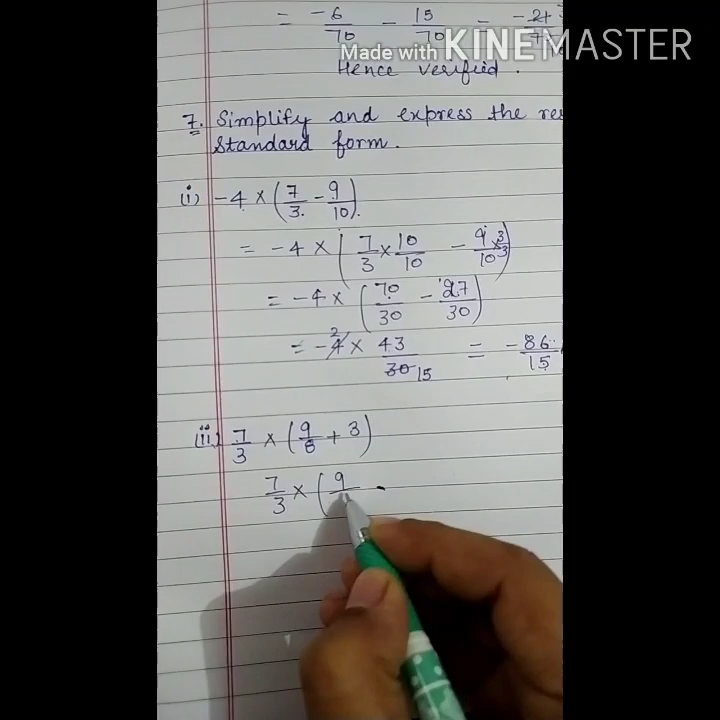 = -6/70 - 15/70 = -21/7
Made with KINEMASTER
Hence verified.
7. Simplify and express the
standard form.
(i) -4 × (7/3 - 9/10)
= -4 × (7/3 × 10/10 - 9/10 × 3/3)
= -4 × (70/30 - 27/30)
= -4 2 × 43/30 15 = -86/15
(ii) 7/3 × (9/8 + 3)
7/3 × (9/